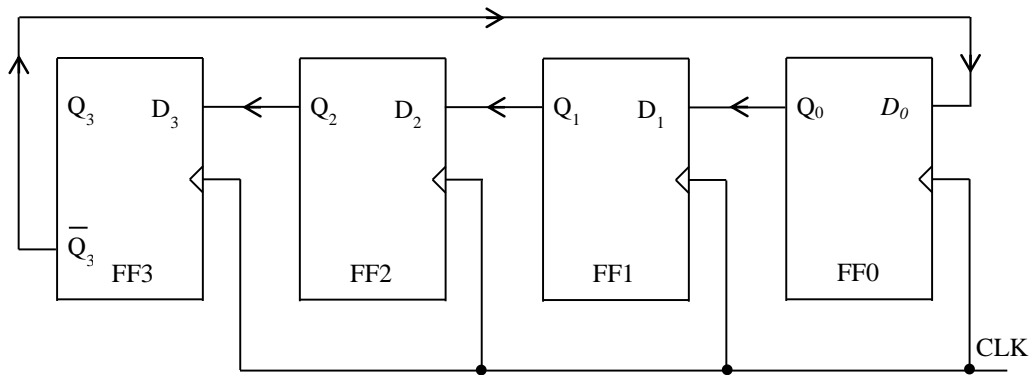 Q₃ D₃ Q₂ D₂ Q₁ D₁ Q₀ D₀
Q̅₃
FF3 FF2 FF1 FF0
CLK